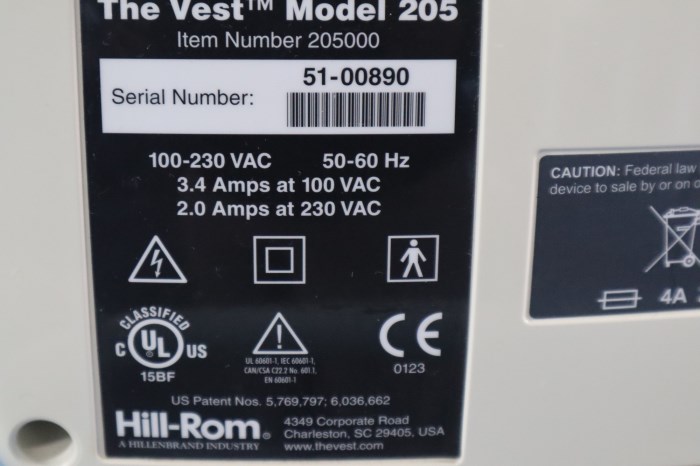 The Vest™ Model 205
Item Number 205000
51-00890
Serial Number:
100-230 VAC 50-60 Hz
3.4 Amps at 100 VAC
2.0 Amps at 230 VAC
CLASSIFIED
C UL US
15BF
UL 60601-1, IEC 60601-1,
CAN/CSA C22.2 No. 601.1,
EN 60601-1
CE
0123
US Patent Nos. 5,769,797; 6,036,662
Hill-Rom®
A HILLENBRAND INDUSTRY
4349 Corporate Road
Charleston, SC 29405, USA
www.thevest.com
CAUTION: Federal law
device to sale by or on
4A